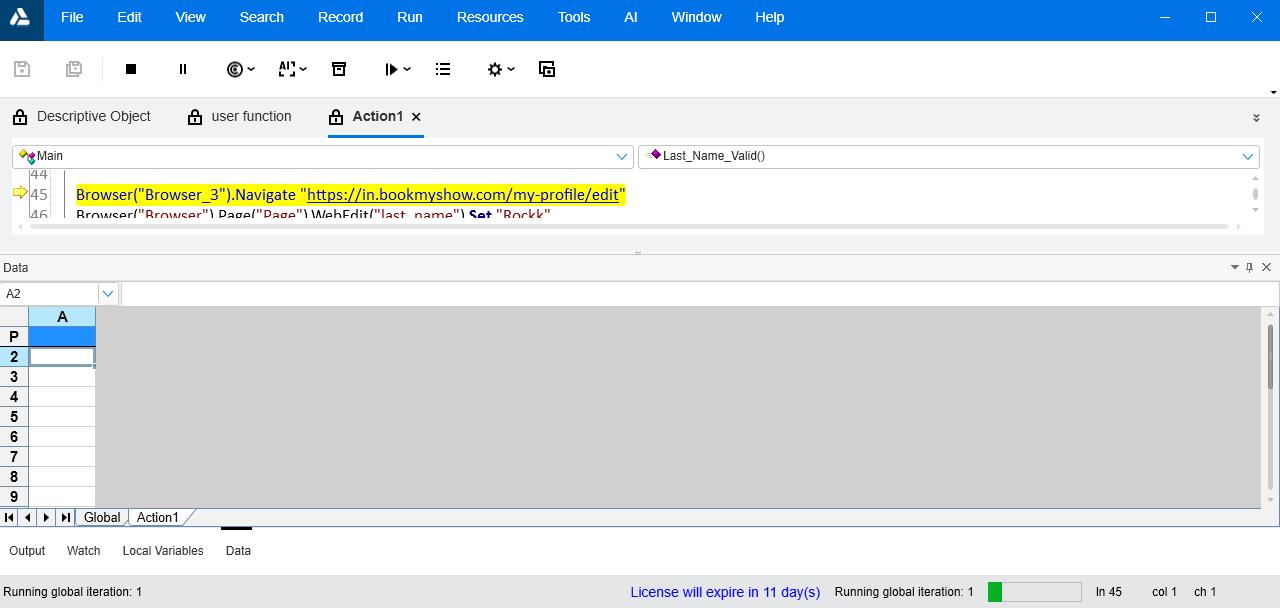 File Edit View Search Record Run Resources Tools AI Window Help
Descriptive Object user function Action1
Main Last_Name_Valid()
44
45 Browser("Browser_3").Navigate "https://in.bookmyshow.com/my-profile/edit"
46 Browser("Browser").Page("Page").WebEdit("last_name").Set "Rockk"
Data
A2
A
P
2
3
4
5
6
7
8
9
Global Action1
Output Watch Local Variables Data
Running global iteration: 1 License will expire in 11 day(s) Running global iteration: 1 ln 45 col 1 ch 1